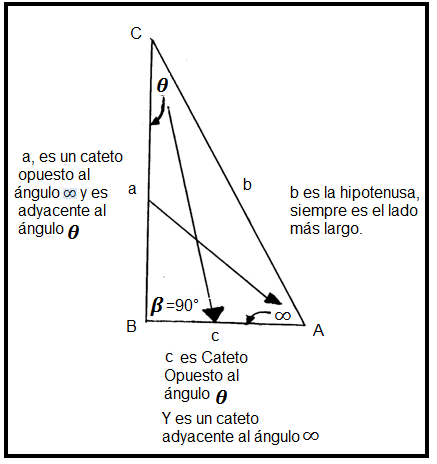 C
θ
a, es un cateto
opuesto al
ángulo ∞ y es
adyacente al
ángulo θ
a
b
b es la hipotenusa,
siempre es el lado
más largo.
β=90°
∞
B
c
A
c es Cateto
Opuesto al
ángulo θ
Y es un cateto
adyacente al ángulo ∞